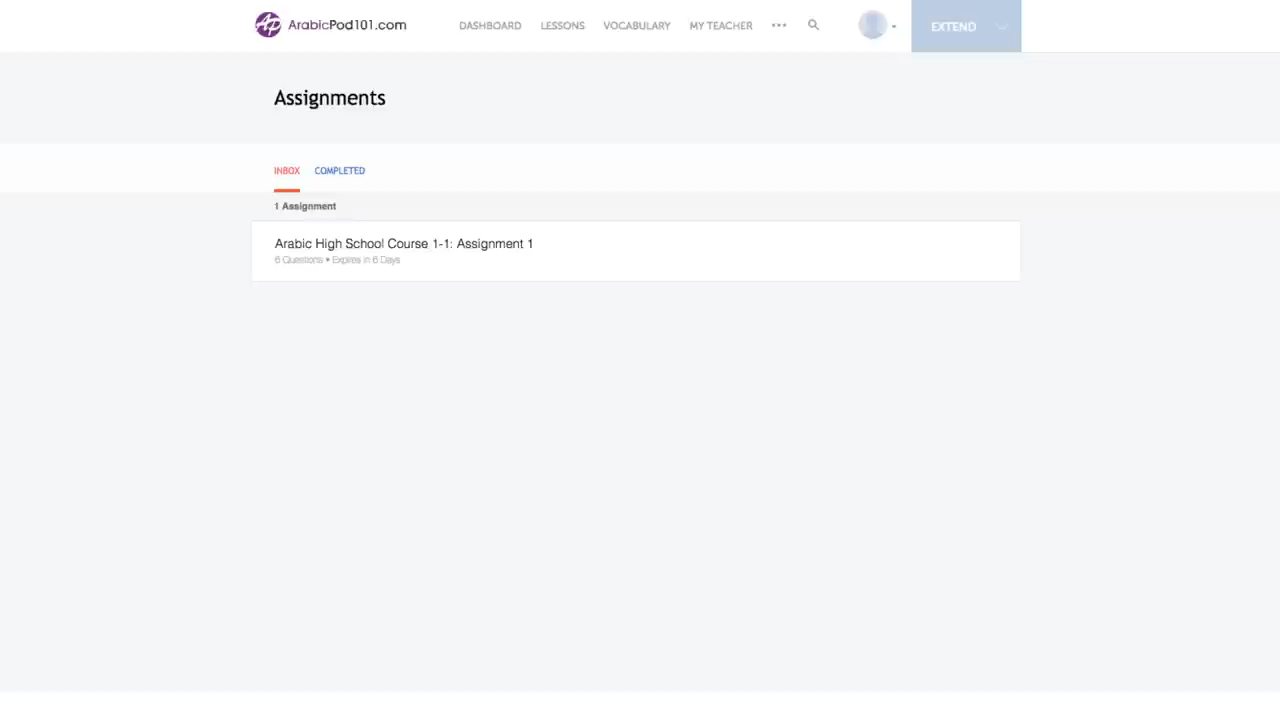 ArabicPod101.com
DASHBOARD LESSONS VOCABULARY MY TEACHER ••• EXTEND
Assignments
INBOX COMPLETED
1 Assignment
Arabic High School Course 1-1: Assignment 1
6 Questions • Expires in 6 Days